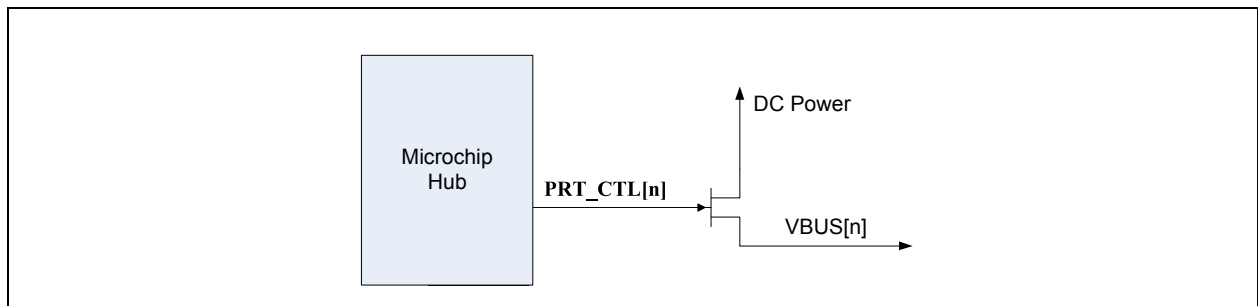 DC Power
Microchip
Hub
PRT_CTL[n]
VBUS[n]